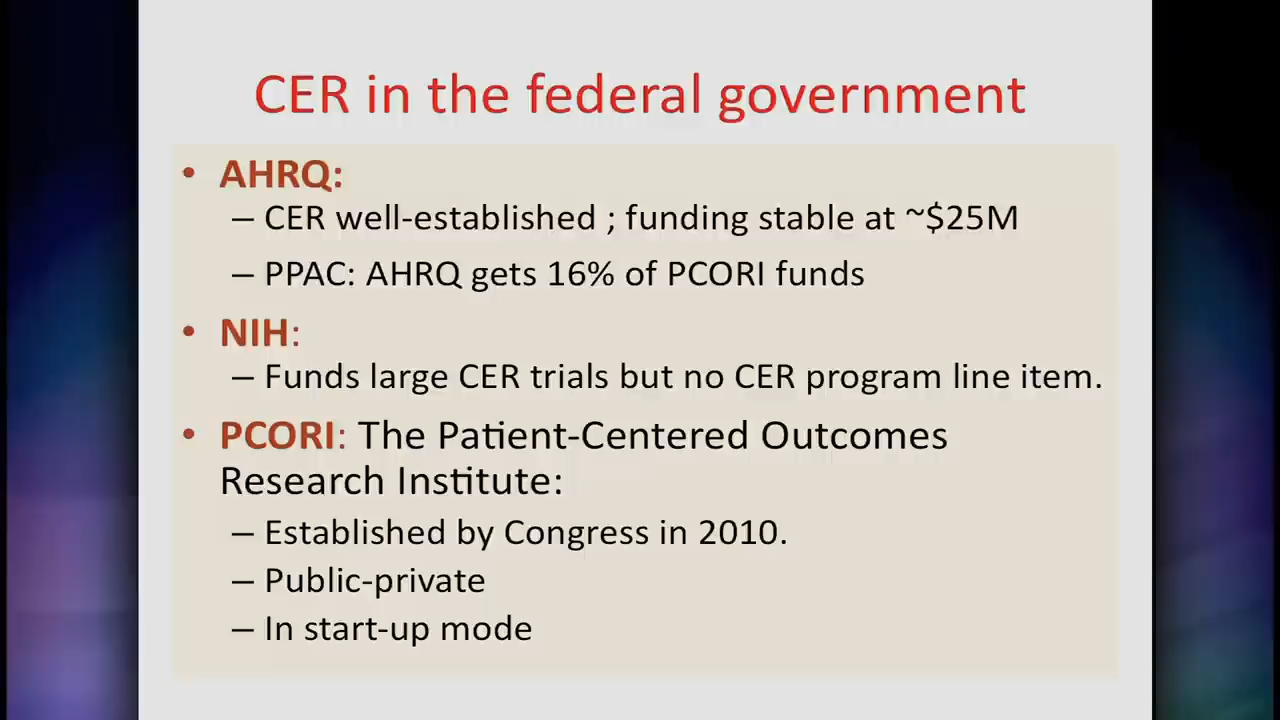 CER in the federal government
• AHRQ:
– CER well-established ; funding stable at ~$25M
– PPAC: AHRQ gets 16% of PCORI funds
• NIH:
– Funds large CER trials but no CER program line item.
• PCORI: The Patient-Centered Outcomes
Research Institute:
– Established by Congress in 2010.
– Public-private
– In start-up mode